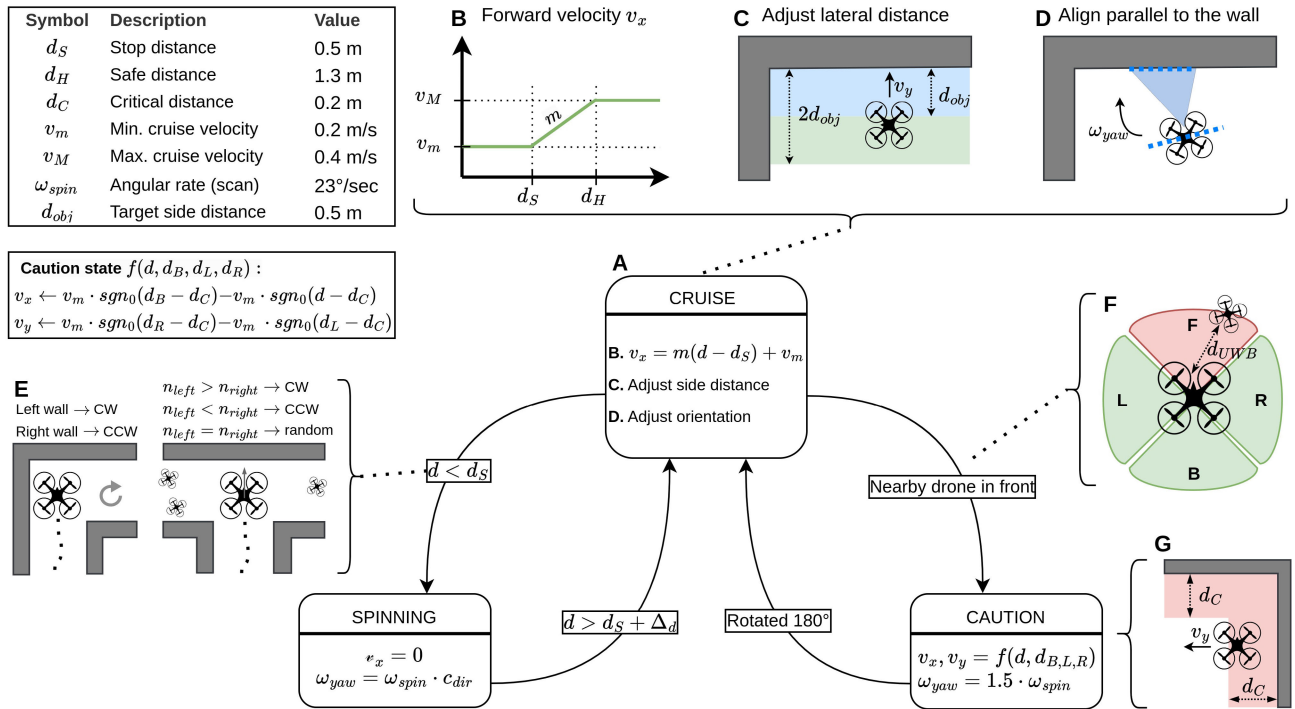 Symbol Description Value
d_S Stop distance 0.5 m
d_H Safe distance 1.3 m
d_C Critical distance 0.2 m
v_m Min. cruise velocity 0.2 m/s
v_M Max. cruise velocity 0.4 m/s
ω_spin Angular rate (scan) 23°/sec
d_obj Target side distance 0.5 m
Caution state f(d, d_B, d_L, d_R) :
v_x ← v_m · sgn_0(d_B − d_C)−v_m · sgn_0(d − d_C)
v_y ← v_m · sgn_0(d_R − d_C)−v_m · sgn_0(d_L − d_C)
B Forward velocity v_x
v_M
m
v_m
d_S d_H
C Adjust lateral distance
v_y
d_obj
2d_obj
D Align parallel to the wall
ω_yaw
A
CRUISE
B. v_x = m(d − d_S) + v_m
C. Adjust side distance
D. Adjust orientation
E
Left wall → CW
Right wall → CCW
n_left > n_right → CW
n_left < n_right → CCW
n_left = n_right → random
d < d_S
Nearby drone in front
F
F
d_UWB
L
R
B
SPINNING
v_x = 0
ω_yaw = ω_spin · c_dir
d > d_S + Δ_d
Rotated 180°
CAUTION
v_x, v_y = f(d, d_B,L,R)
ω_yaw = 1.5 · ω_spin
G
d_C
v_y
d_C